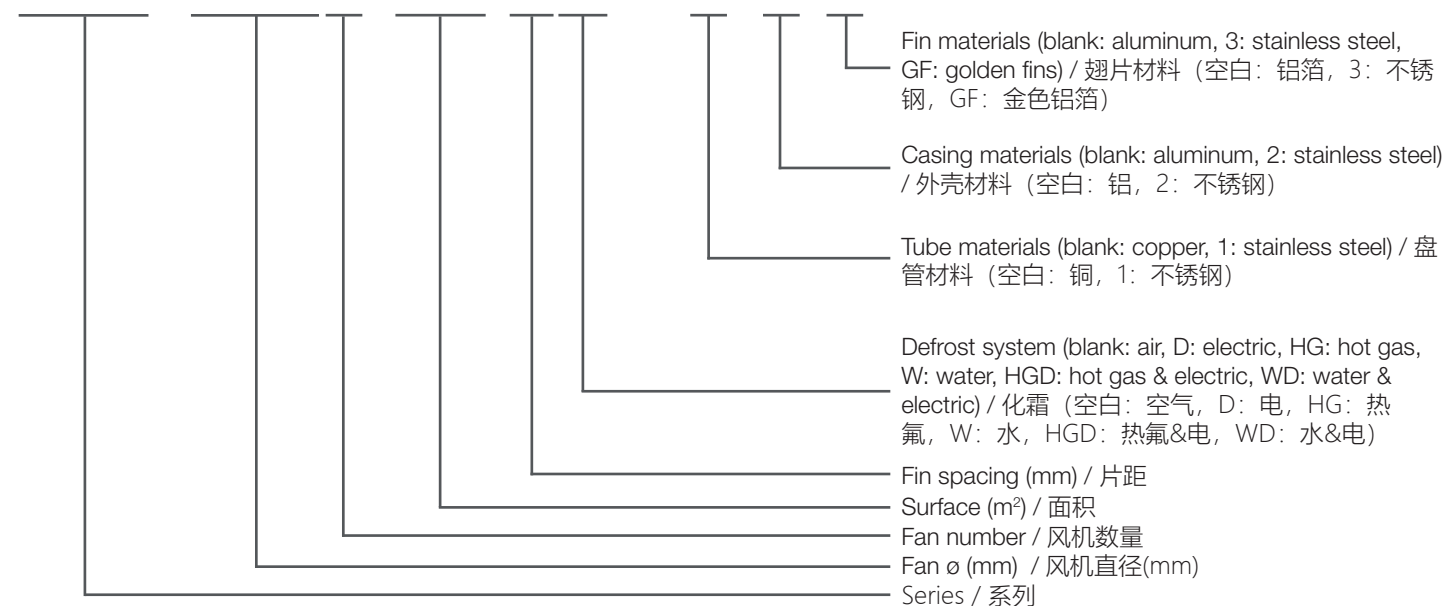 Fin materials (blank: aluminum, 3: stainless steel,
GF: golden fins) / 翅片材料（空白：铝箔，3：不锈
钢，GF：金色铝箔）
Casing materials (blank: aluminum, 2: stainless steel)
/ 外壳材料（空白：铝，2：不锈钢）
Tube materials (blank: copper, 1: stainless steel) / 盘
管材料（空白：铜，1：不锈钢）
Defrost system (blank: air, D: electric, HG: hot gas,
W: water, HGD: hot gas & electric, WD: water &
electric) / 化霜（空白：空气，D：电，HG：热
氟，W：水，HGD：热氟&电，WD：水&电）
Fin spacing (mm) / 片距
Surface (m²) / 面积
Fan number / 风机数量
Fan ø (mm) / 风机直径(mm)
Series / 系列